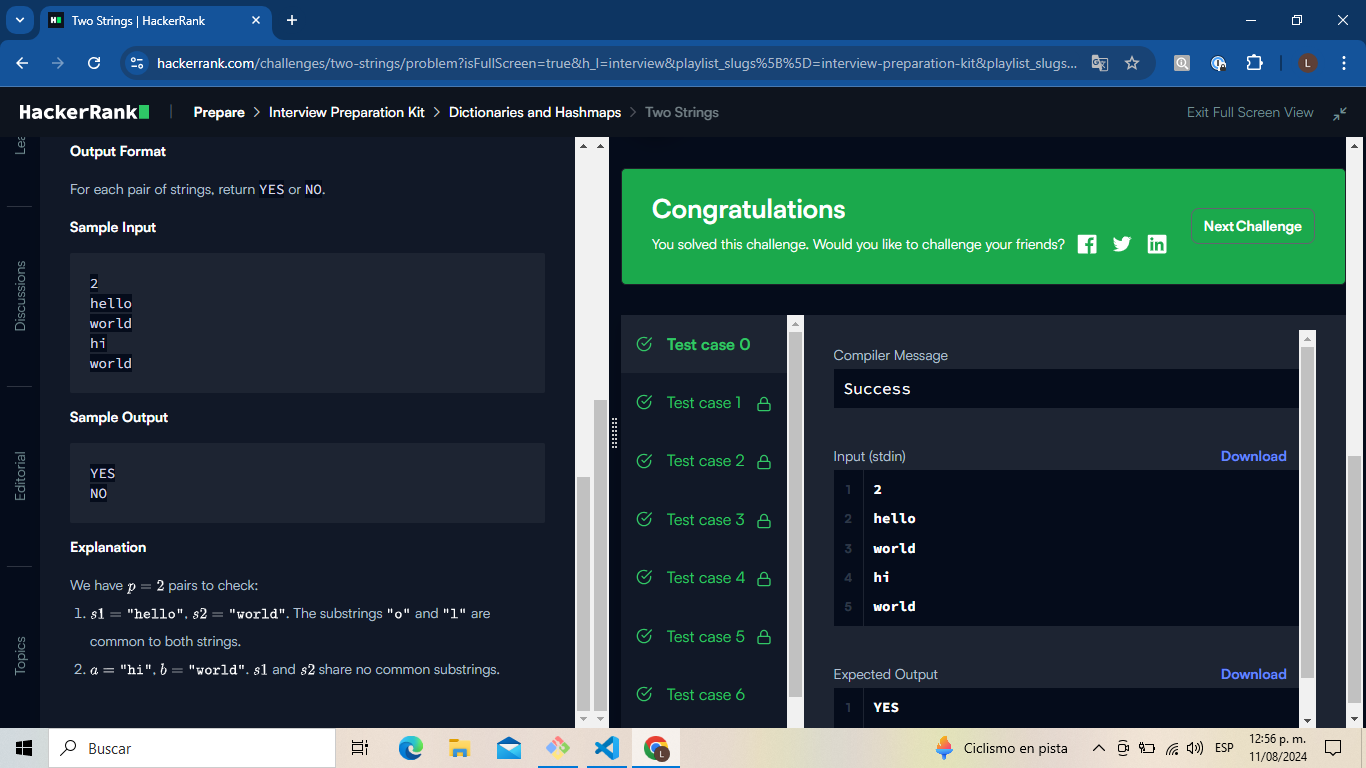 Two Strings | HackerRank
hackerrank.com/challenges/two-strings/problem?isFullScreen=true&h_l=interview&playlist_slugs%5B%5D=interview-preparation-kit&playlist_slugs...
L
HackerRank
Prepare > Interview Preparation Kit > Dictionaries and Hashmaps > Two Strings
Exit Full Screen View
Lea
Discussions
Editorial
Topics
Output Format
For each pair of strings, return YES or NO.
Sample Input
2
hello
world
hi
world
Sample Output
YES
NO
Explanation
We have p = 2 pairs to check:
1. s1 = "hello", s2 = "world". The substrings "o" and "l" are
common to both strings.
2. a = "hi", b = "world". s1 and s2 share no common substrings.
Congratulations
You solved this challenge. Would you like to challenge your friends?
Next Challenge
Test case 0
Test case 1
Test case 2
Test case 3
Test case 4
Test case 5
Test case 6
Compiler Message
Success
Input (stdin)
Download
1 2
2 hello
3 world
4 hi
5 world
Expected Output
Download
1 YES
Buscar
L
Ciclismo en pista
ESP
12:56 p. m.
11/08/2024